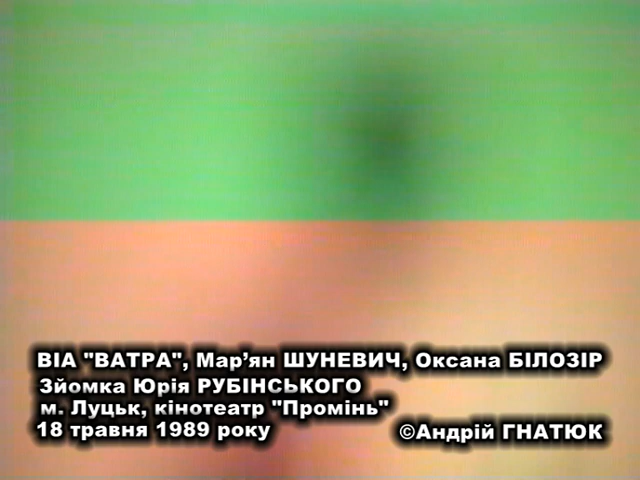 ВІА "ВАТРА", Мар’ян ШУНЕВИЧ, Оксана БІЛОЗІР
Зйомка Юрія РУБІНСЬКОГО
м. Луцьк, кінотеатр "Промінь"
18 травня 1989 року
©Андрій ГНАТЮК